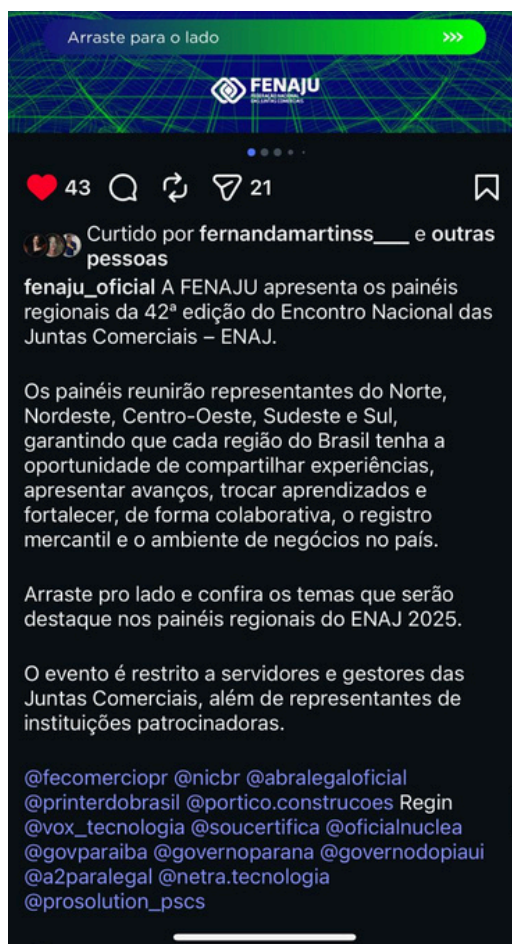 Arraste para o lado >>>
FENAJU
FEDERAÇÃO NACIONAL
DAS JUNTAS COMERCIAIS
43 21
Curtido por fernandamartinss___ e outras
pessoas
fenaju_oficial A FENAJU apresenta os painéis
regionais da 42ª edição do Encontro Nacional das
Juntas Comerciais – ENAJ.
Os painéis reunirão representantes do Norte,
Nordeste, Centro-Oeste, Sudeste e Sul,
garantindo que cada região do Brasil tenha a
oportunidade de compartilhar experiências,
apresentar avanços, trocar aprendizados e
fortalecer, de forma colaborativa, o registro
mercantil e o ambiente de negócios no país.
Arraste pro lado e confira os temas que serão
destaque nos painéis regionais do ENAJ 2025.
O evento é restrito a servidores e gestores das
Juntas Comerciais, além de representantes de
instituições patrocinadoras.
@fecomerciopr @nicbr @abralegaloficial
@printerdobrasil @portico.construcoes Regin
@vox_tecnologia @soucertifica @oficialnuclea
@govparaiba @governoparana @governodopiaui
@a2paralegal @netra.tecnologia
@prosolution_pscs